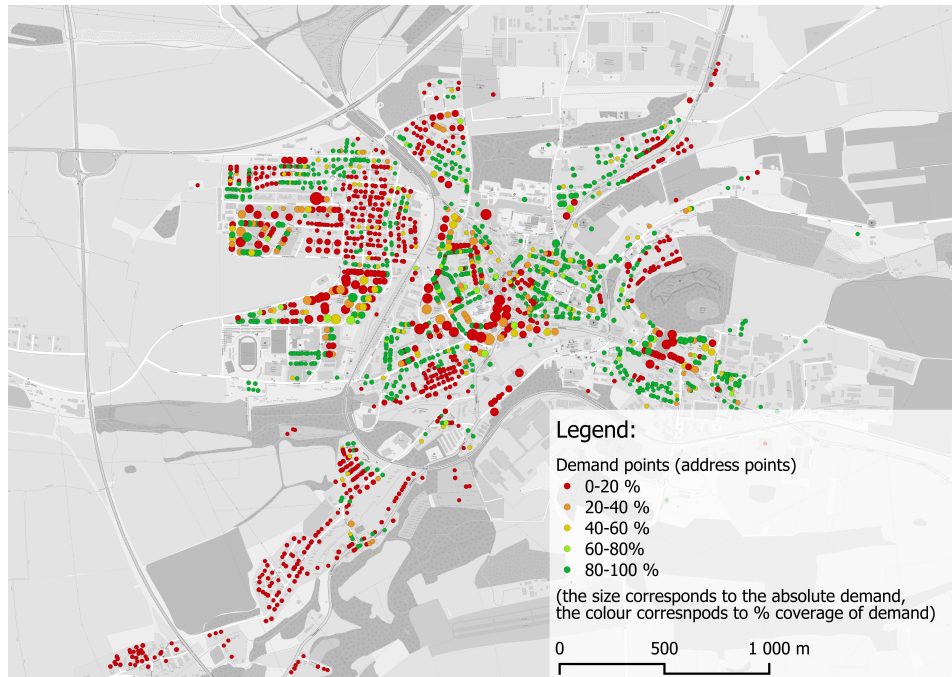 Legend:
Demand points (address points)
0-20 %
20-40 %
40-60 %
60-80%
80-100 %
(the size corresponds to the absolute demand,
the colour corresnpods to % coverage of demand)
0 500 1 000 m